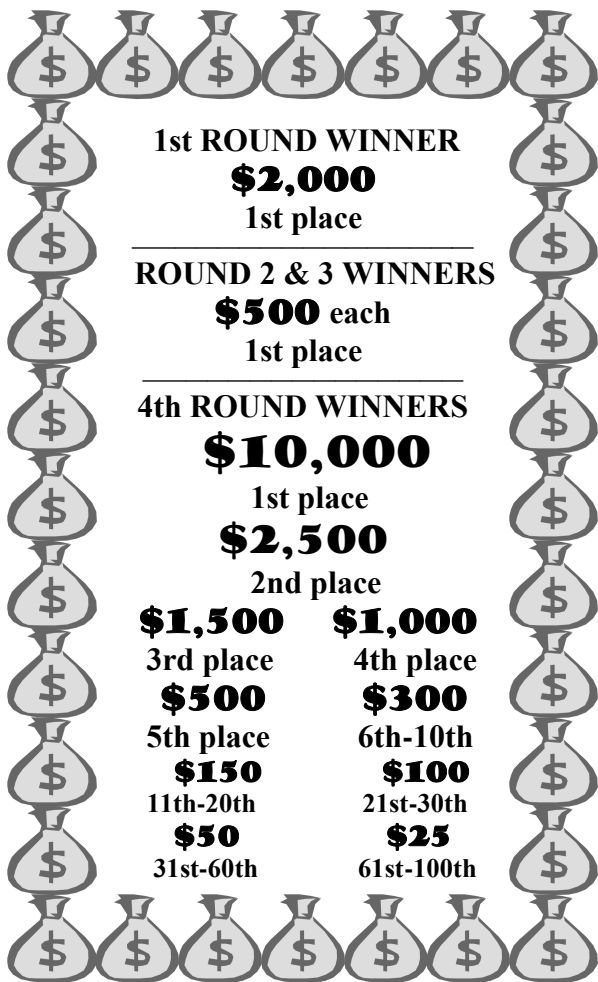 1st ROUND WINNER
$2,000
1st place
ROUND 2 & 3 WINNERS
$500 each
1st place
4th ROUND WINNERS
$10,000
1st place
$2,500
2nd place
$1,500 $1,000
3rd place 4th place
$500 $300
5th place 6th-10th
$150 $100
11th-20th 21st-30th
$50 $25
31st-60th 61st-100th